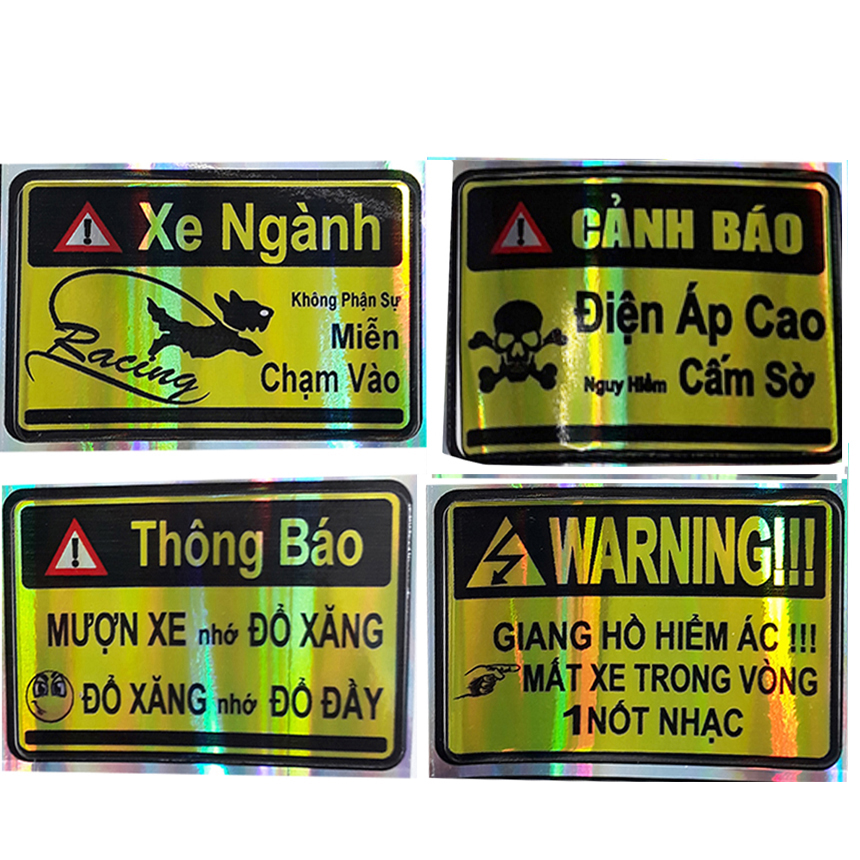 Xe Ngành
Racing
Không Phận Sự
Miễn
Chạm Vào
CẢNH BÁO
Điện Áp Cao
Nguy Hiểm Cấm Sờ
Thông Báo
MƯỢN XE nhớ ĐỔ XĂNG
ĐỔ XĂNG nhớ ĐỔ ĐẦY
WARNING!!!
GIANG HỒ HIỂM ÁC !!!
MẤT XE TRONG VÒNG
1 NỐT NHẠC